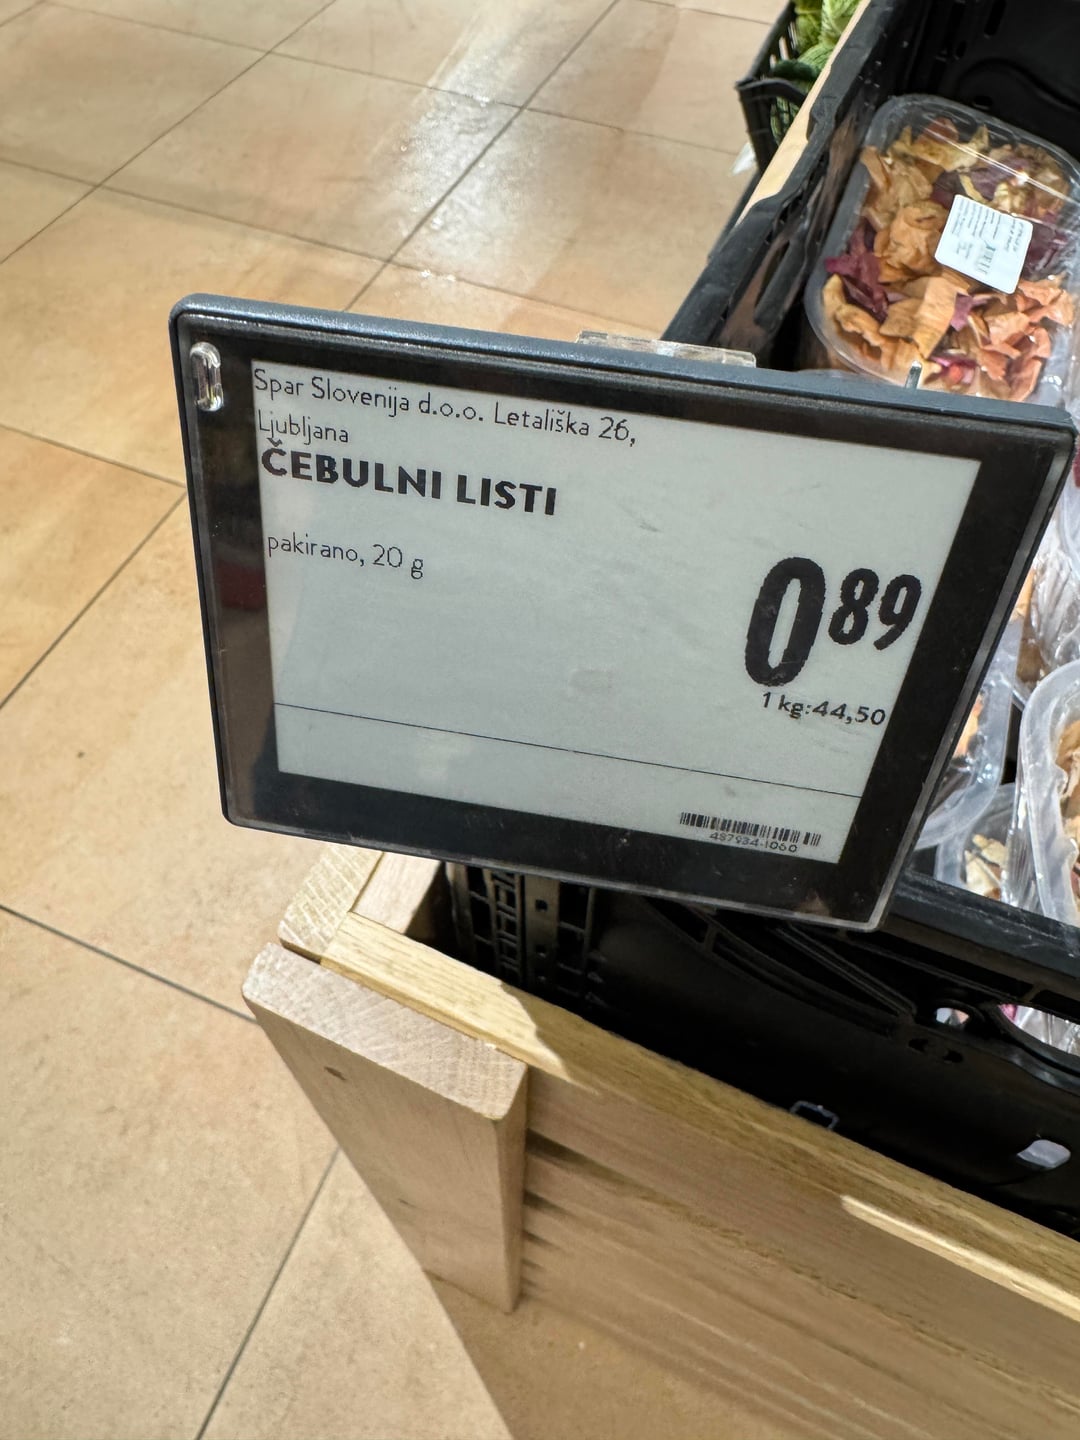 Spar Slovenija d.o.o. Letališka 26,
Ljubljana
ČEBULNI LISTI
pakirano, 20 g
0 89
1 kg:44,50
487934-1060